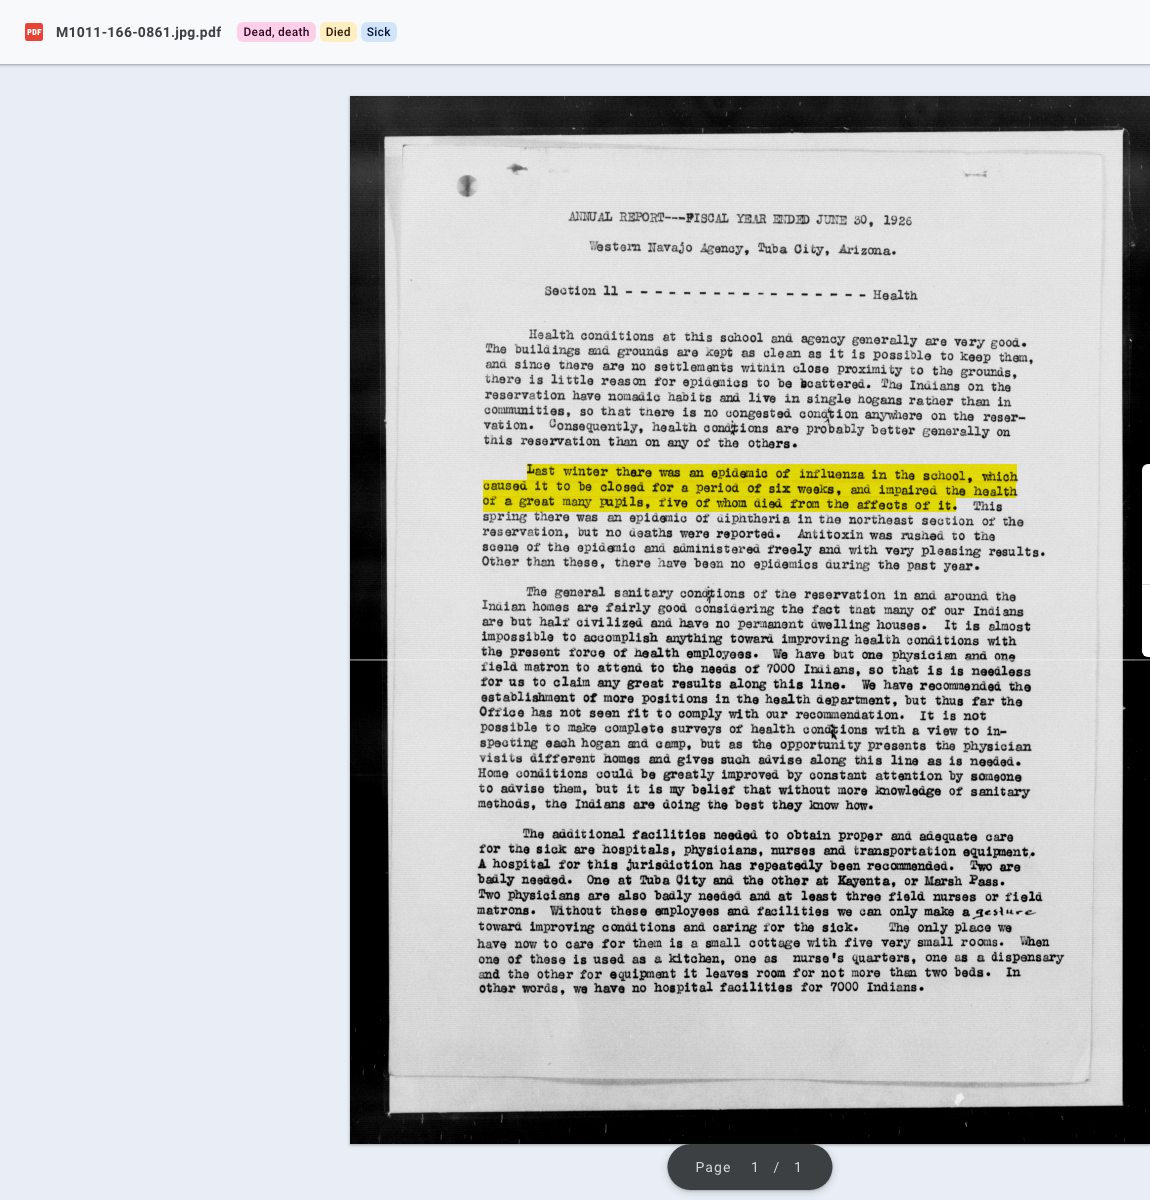 PDF M1011-166-0861.jpg.pdf Dead, death Died Sick
ANNUAL REPORT---FISCAL YEAR ENDED JUNE 30, 1926
Western Navajo Agency, Tuba City, Arizona.
Section 11 - - - - - - - - - - - - - - - - - Health
Health conditions at this school and agency generally are very good.
The buildings and grounds are kept as clean as it is possible to keep them,
and since there are no settlements within close proximity to the grounds,
there is little reason for epidemics to be scattered. The Indians on the
reservation have nomadic habits and live in single hogans rather than in
communities, so that there is no congested condtion anywhere on the reser-
vation. Consequently, health condtions are probably better generally on
this reservation than on any of the others.
Last winter there was an epidemic of influenza in the school, which
caused it to be closed for a period of six weeks, and impaired the health
of a great many pupils, five of whom died from the affects of it. This
spring there was an epidemic of diphtheria in the northeast section of the
reservation, but no deaths were reported. Antitoxin was rushed to the
scene of the epidemic and administered freely and with very pleasing results.
Other than these, there have been no epidemics during the past year.
The general sanitary condtions of the reservation in and around the
Indian homes are fairly good considering the fact that many of our Indians
are but half civilized and have no permanent dwelling houses. It is almost
impossible to accomplish anything toward improving health conditions with
the present force of health employees. We have but one physician and one
field matron to attend to the needs of 7000 Indians, so that is is needless
for us to claim any great results along this line. We have recommended the
establishment of more positions in the health department, but thus far the
Office has not seen fit to comply with our recommendation. It is not
possible to make complete surveys of health condtions with a view to in-
specting each hogan and camp, but as the opportunity presents the physician
visits different homes and gives such advise along this line as is needed.
Home conditions could be greatly improved by constant attention by someone
to advise them, but it is my belief that without more knowledge of sanitary
methods, the Indians are doing the best they know how.
The additional facilities needed to obtain proper and adequate care
for the sick are hospitals, physicians, nurses and transportation equipment.
A hospital for this jurisdiction has repeatedly been recommended. Two are
badly needed. One at Tuba City and the other at Kayenta, or Marsh Pass.
Two physicians are also badly needed and at least three field nurses or field
matrons. Without these employees and facilities we can only make a gesture
toward improving conditions and caring for the sick. The only place we
have now to care for them is a small cottage with five very small rooms. When
one of these is used as a kitchen, one as nurse's quarters, one as a dispensary
and the other for equipment it leaves room for not more than two beds. In
other words, we have no hospital facilities for 7000 Indians.
Page 1 / 1